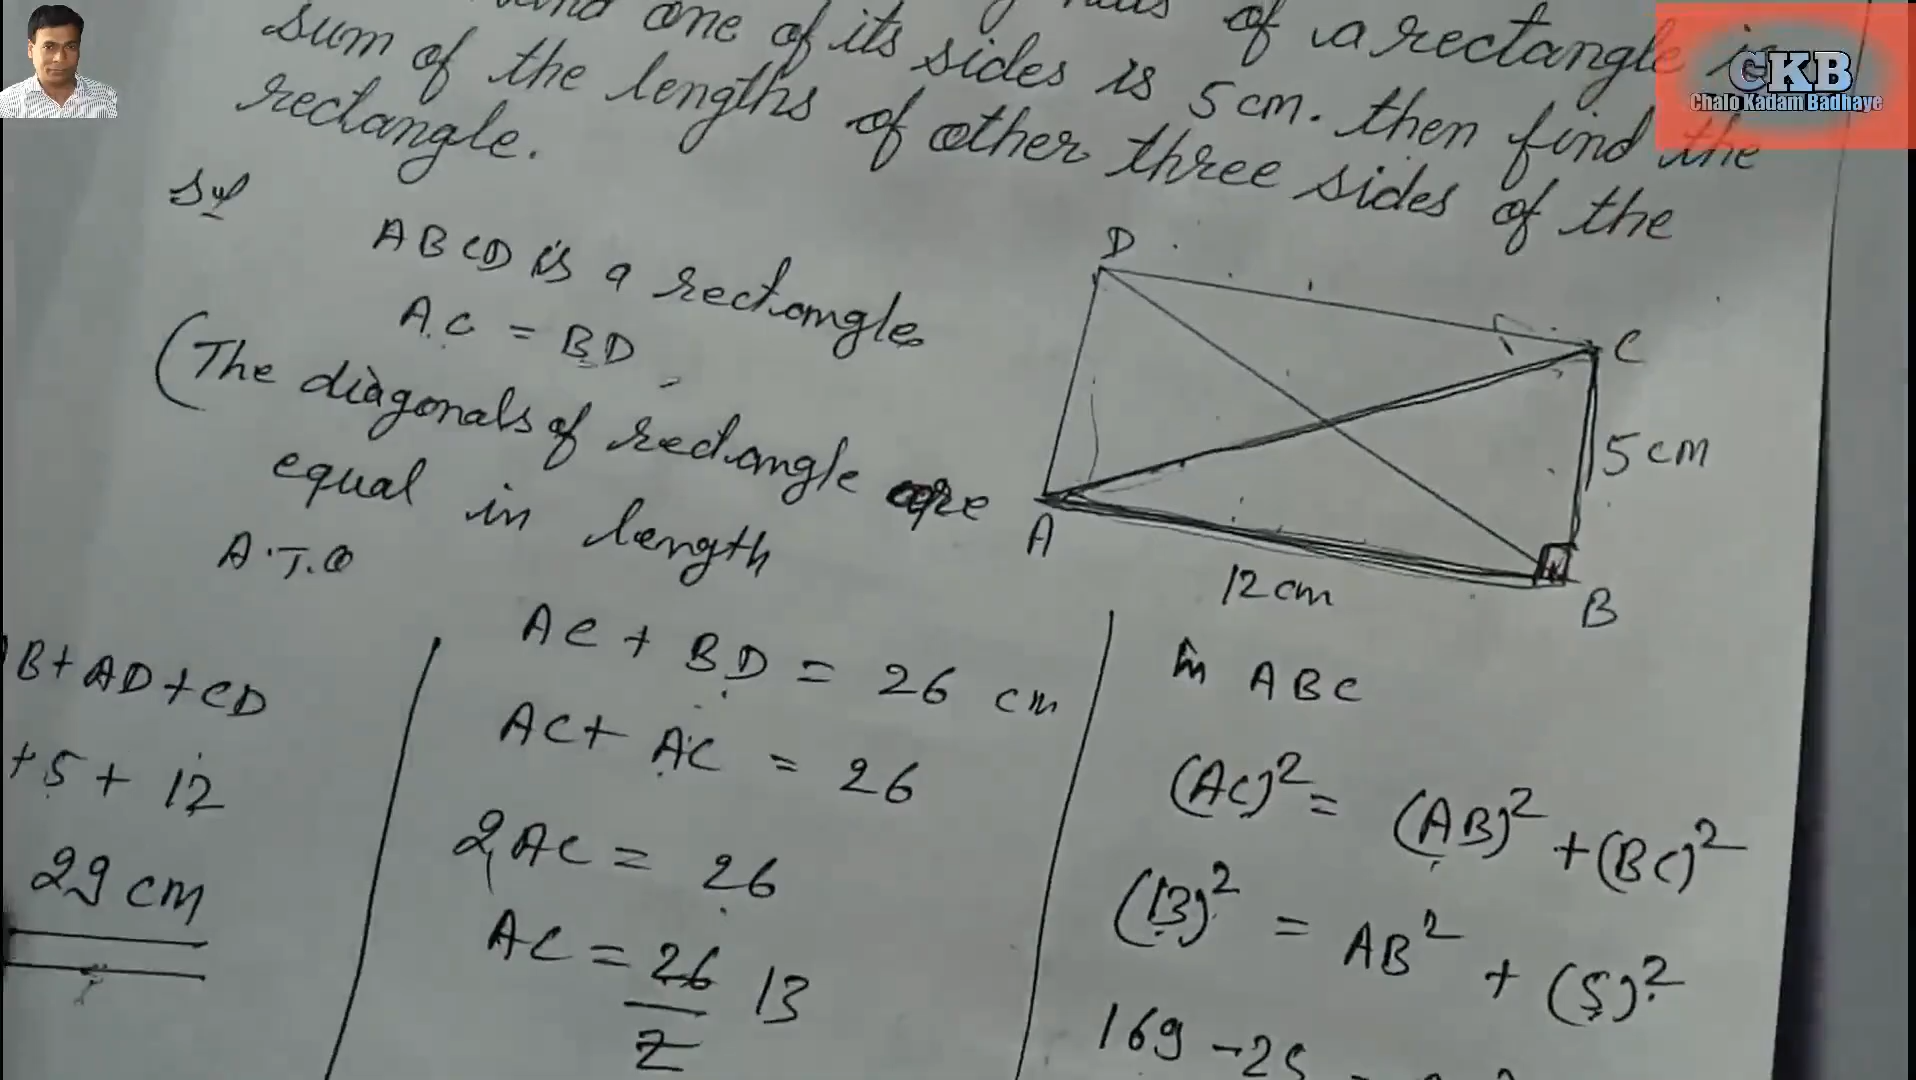 one of its sides is 5 cm. then find the
of a rectangle is
sum of the lengths of other three sides of the
rectangle.
ABCD is a rectangle
AC = BD
(The diagonals of rectangle are
equal in length
A.T.Q
AC + BD = 26 cm
AC + AC = 26
2AC = 26
AC = 26/2 13
D
C
5 cm
A
12 cm
B
In ABC
(AC)² = (AB)² + (BC)²
(13)² = AB² + (5)²
169 - 25 =
B + AD + CD
+ 5 + 12
29 cm
CKB
Chalo Kadam Badhaye